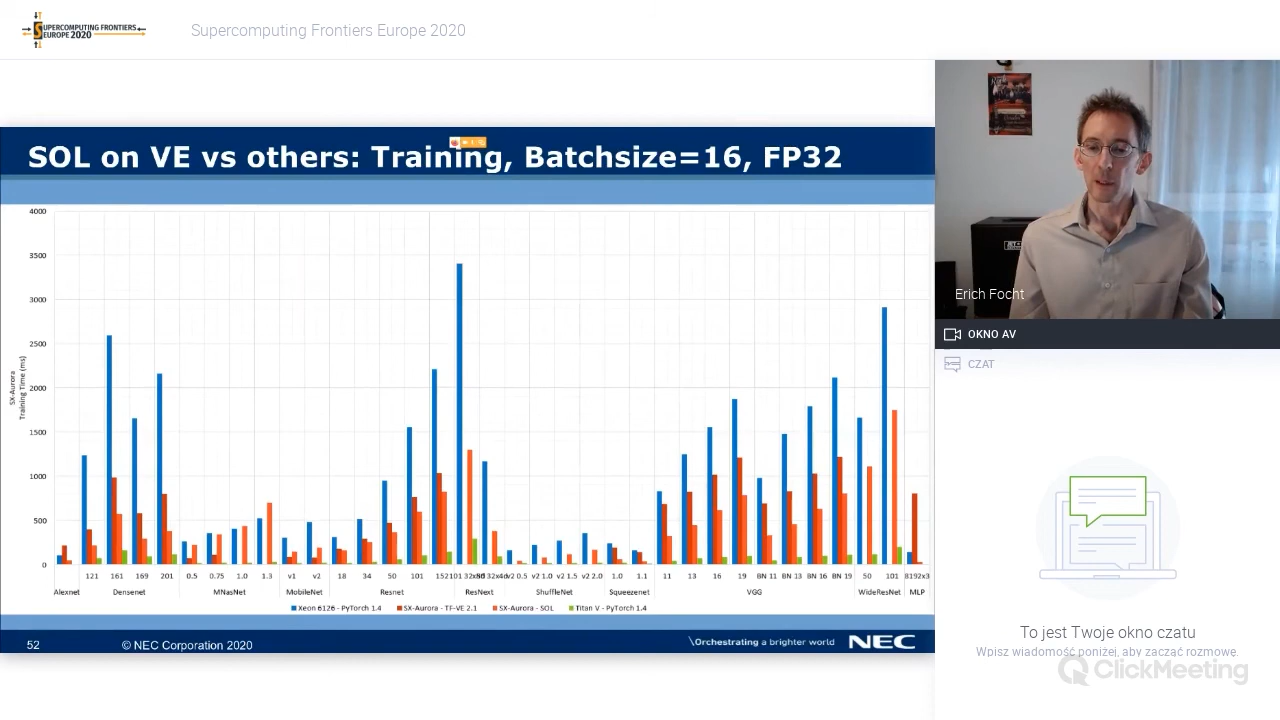 SUPERCOMPUTING FRONTIERS
EUROPE 2020
Supercomputing Frontiers Europe 2020
SOL on VE vs others: Training, Batchsize=16, FP32
SX-Aurora
Training Time (ms)
4000
3500
3000
2500
2000
1500
1000
500
0
121 161 169 201 0.5 0.75 1.0 1.3 v1 v2 18 34 50 101 152 101 32x8d 50 32x4d v2 0.5 v2 1.0 v2 1.5 v2 2.0 1.0 1.1 11 13 16 19 BN 11 BN 13 BN 16 BN 19 50 101 8192x3
Alexnet Densenet MNasNet MobileNet Resnet ResNext ShuffleNet Squeezenet VGG WideResNet MLP
Xeon 6126 - PyTorch 1.4 SX-Aurora - TF-VE 2.1 SX-Aurora - SOL Titan V - PyTorch 1.4
52
© NEC Corporation 2020
\Orchestrating a brighter world
NEC
Erich Focht
OKNO AV
CZAT
To jest Twoje okno czatu
Wpisz wiadomość poniżej, aby zacząć rozmowę.
ClickMeeting